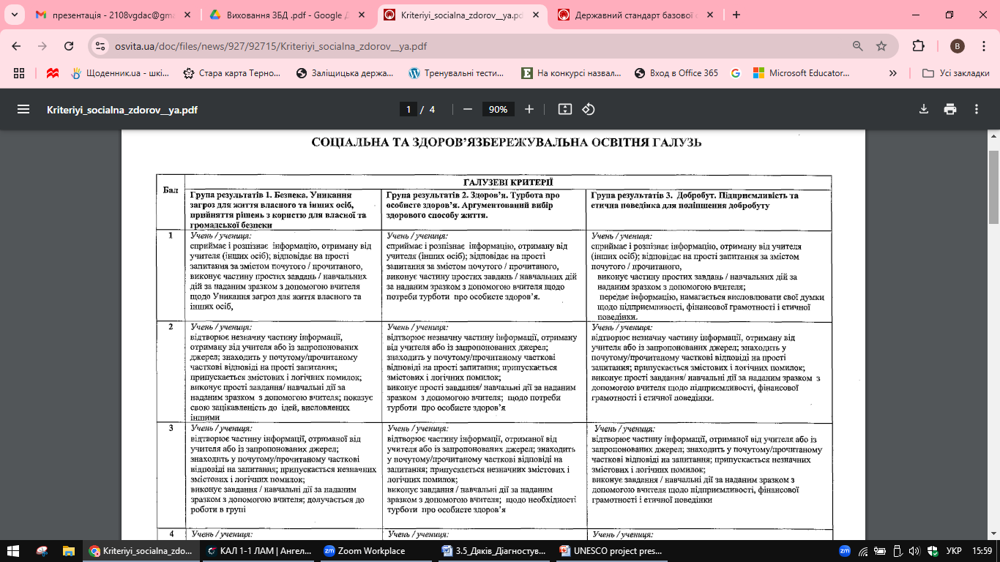 презентація - 2108vgdac@gma
Виховання ЗБД .pdf - Google Д
Kriteriyi_socialna_zdorov__ya.pd
Державний стандарт базової с
osvita.ua/doc/files/news/927/92715/Kriteriyi_socialna_zdorov__ya.pdf
B
Щоденник.ua - шкі...
Стара карта Терно...
Заліщицька держа...
Тренувальні тести...
На конкурсі назвал...
Вход в Office 365
Microsoft Educator...
Усі закладки
Kriteriyi_socialna_zdorov__ya.pdf
1 / 4
90%
СОЦІАЛЬНА ТА ЗДОРОВ’ЯЗБЕРЕЖУВАЛЬНА ОСВІТНЯ ГАЛУЗЬ
Бал
ГАЛУЗЕВІ КРИТЕРІЇ
Група результатів 1. Безпека. Уникання
загроз для життя власного та інших осіб,
прийняття рішень з користю для власної та
громадської безпеки
Група результатів 2. Здоров’я. Турбота про
особисте здоров’я. Аргументований вибір
здорового способу життя.
Група результатів 3. Добробут. Підприємливість та
етична поведінка для поліпшення добробуту
1
Учень / учениця:
сприймає і розпізнає інформацію, отриману від
учителя (інших осіб); відповідає на прості
запитання за змістом почутого / прочитаного,
виконує частину простих завдань / навчальних
дій за наданим зразком з допомогою вчителя
щодо Уникання загроз для життя власного та
інших осіб,
Учень / учениця:
сприймає і розпізнає інформацію, отриману від
учителя (інших осіб); відповідає на прості
запитання за змістом почутого / прочитаного,
виконує частину простих завдань / навчальних дій
за наданим зразком з допомогою вчителя щодо
потреби турботи про особисте здоров’я.
Учень / учениця:
сприймає і розпізнає інформацію, отриману від учителя
(інших осіб); відповідає на прості запитання за змістом
почутого / прочитаного,
виконує частину простих завдань / навчальних дій за
наданим зразком з допомогою вчителя;
передає інформацію, намагається висловлювати свої думки
щодо підприємливості, фінансової грамотності і етичної
поведінки.
2
Учень / учениця:
відтворює незначну частину інформації,
отриману від учителя або із запропонованих
джерел; знаходить у почутому/прочитаному
часткові відповіді на прості запитання;
припускається змістових і логічних помилок;
виконує прості завдання/ навчальні дії за
наданим зразком з допомогою вчителя; показує
свою зацікавленість до ідей, висловлених
іншими
Учень / учениця:
відтворює незначну частину інформації, отриману
від учителя або із запропонованих джерел;
знаходить у почутому/прочитаному часткові
відповіді на прості запитання; припускається
змістових і логічних помилок;
виконує прості завдання/ навчальні дії за наданим
зразком з допомогою вчителя; щодо потреби
турботи про особисте здоров’я
Учень / учениця:
відтворює незначну частину інформації, отриману від
учителя або із запропонованих джерел; знаходить у
почутому/прочитаному часткові відповіді на прості
запитання; припускається змістових і логічних помилок;
виконує прості завдання/ навчальні дії за наданим зразком з
допомогою вчителя щодо підприємливості, фінансової
грамотності і етичної поведінки.
3
Учень / учениця:
відтворює частину інформації, отриманої від
учителя або із запропонованих джерел;
знаходить у почутому/прочитаному часткові
відповіді на запитання; припускається незначних
змістових і логічних помилок;
виконує завдання / навчальні дії за наданим
зразком з допомогою вчителя; долучається до
роботи в групі
Учень / учениця:
відтворює частину інформації, отриманої від
учителя або із запропонованих джерел; знаходить
у почутому/прочитаному часткові відповіді на
запитання; припускається незначних змістових і
логічних помилок;
виконує завдання / навчальні дії за наданим
зразком з допомогою вчителя; щодо необхідності
турботи про особисте здоров’я
Учень / учениця:
відтворює частину інформації, отриманої від учителя або із
запропонованих джерел; знаходить у почутому/прочитаному
часткові відповіді на запитання; припускається незначних
змістових і логічних помилок;
виконує завдання / навчальні дії за наданим зразком з
допомогою вчителя щодо підприємливості, фінансової
грамотності і етичної поведінки
4
Учень / учениця:
Учень / учениця:
Учень / учениця:
Kriteriyi_socialna_zdo...
КАЛ 1-1 ЛАМ | Ангел...
Zoom Workplace
3.5_Дяків_Діагностув...
UNESCO project pres...
УКР
15:59